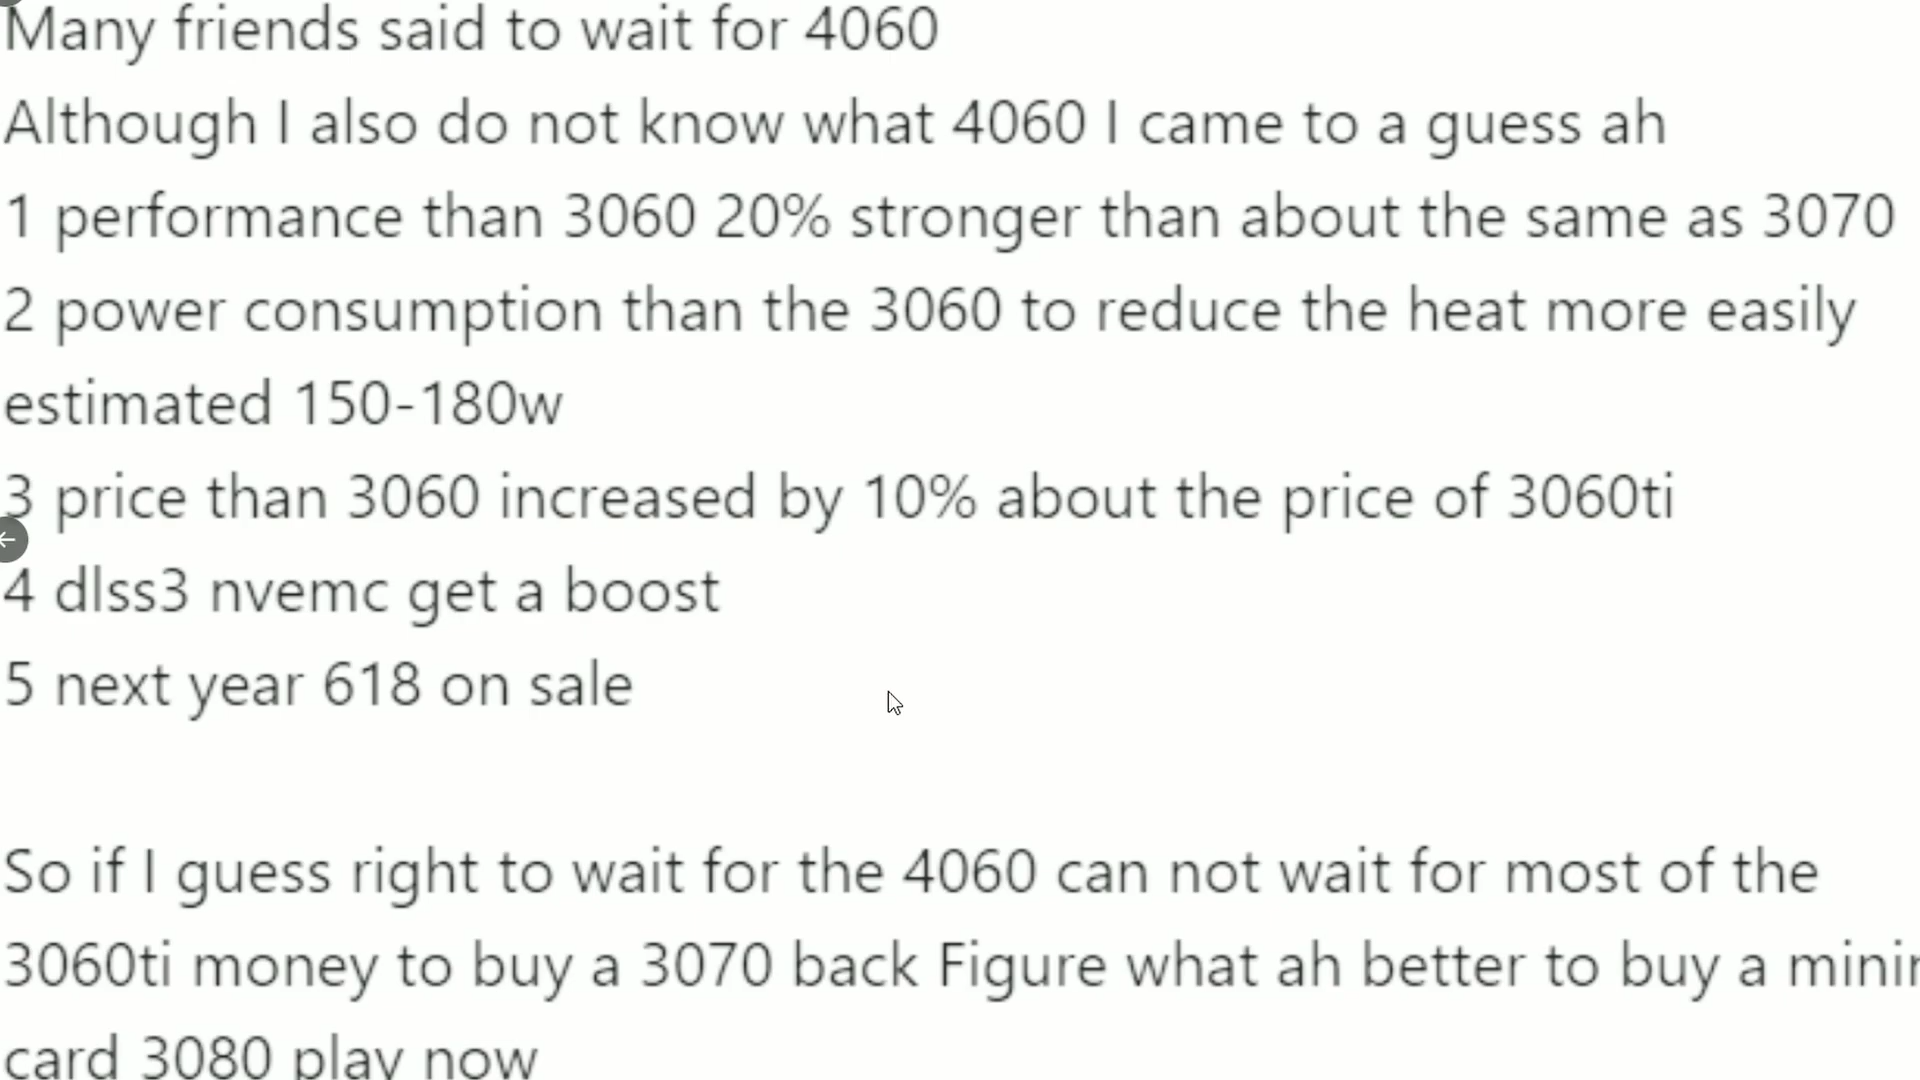 Many friends said to wait for 4060
Although I also do not know what 4060 I came to a guess ah
1 performance than 3060 20% stronger than about the same as 3070
2 power consumption than the 3060 to reduce the heat more easily
estimated 150-180w
3 price than 3060 increased by 10% about the price of 3060ti
4 dlss3 nvemc get a boost
5 next year 618 on sale
So if I guess right to wait for the 4060 can not wait for most of the
3060ti money to buy a 3070 back Figure what ah better to buy a
card 3080 play now